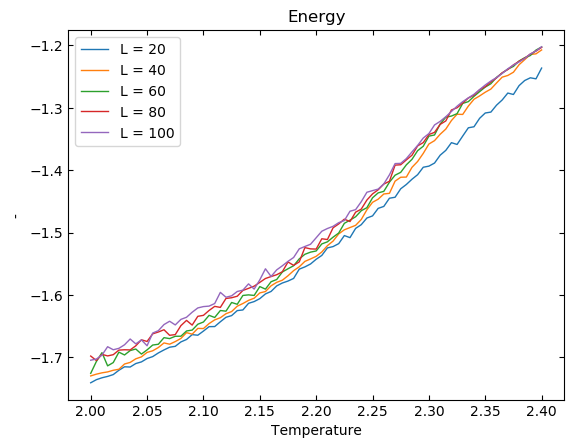 Energy
L = 20
L = 40
L = 60
L = 80
L = 100
−1.2
−1.3
−1.4
−1.5
−1.6
−1.7
-
2.00 2.05 2.10 2.15 2.20 2.25 2.30 2.35 2.40
Temperature